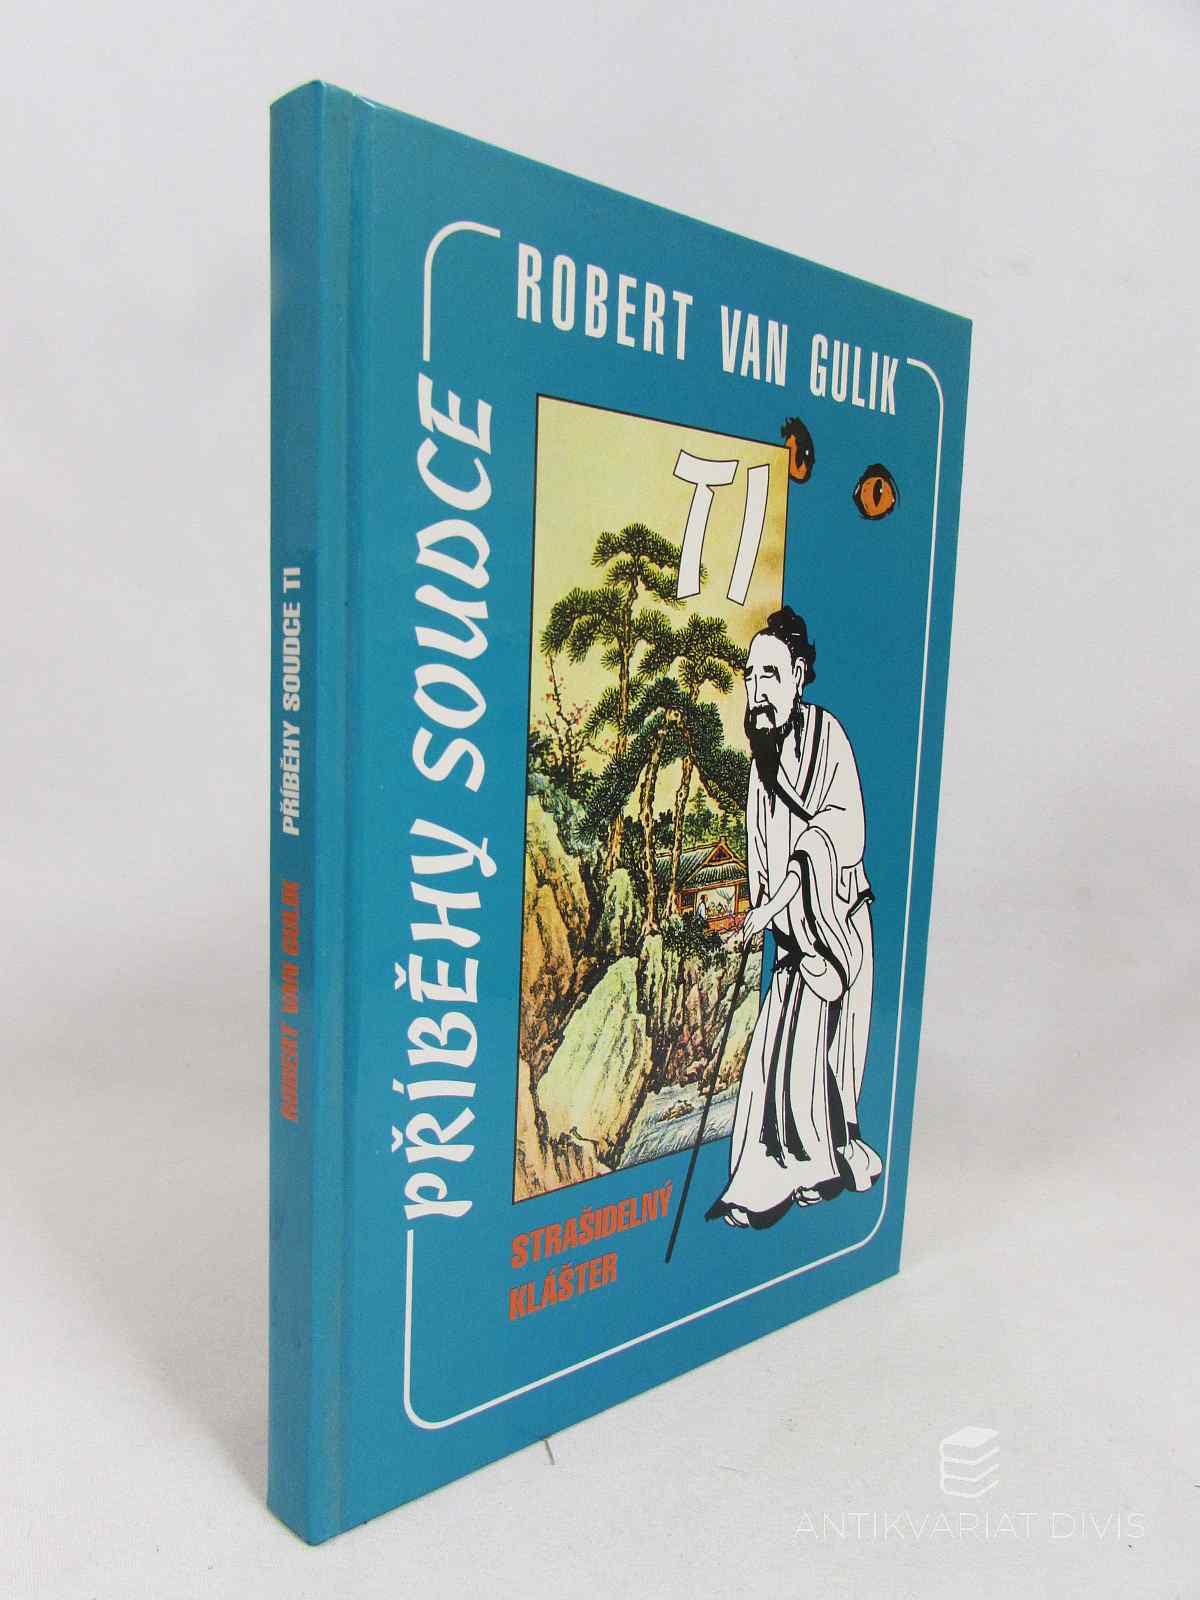 ROBERT VAN GULIK
PŘÍBĚHY SOUDCE
TI
STRAŠIDELNÝ
KLÁŠTER
ROBERT VAN GULIK PŘÍBĚHY SOUDCE TI
ANTIKVARIAT DIVIS